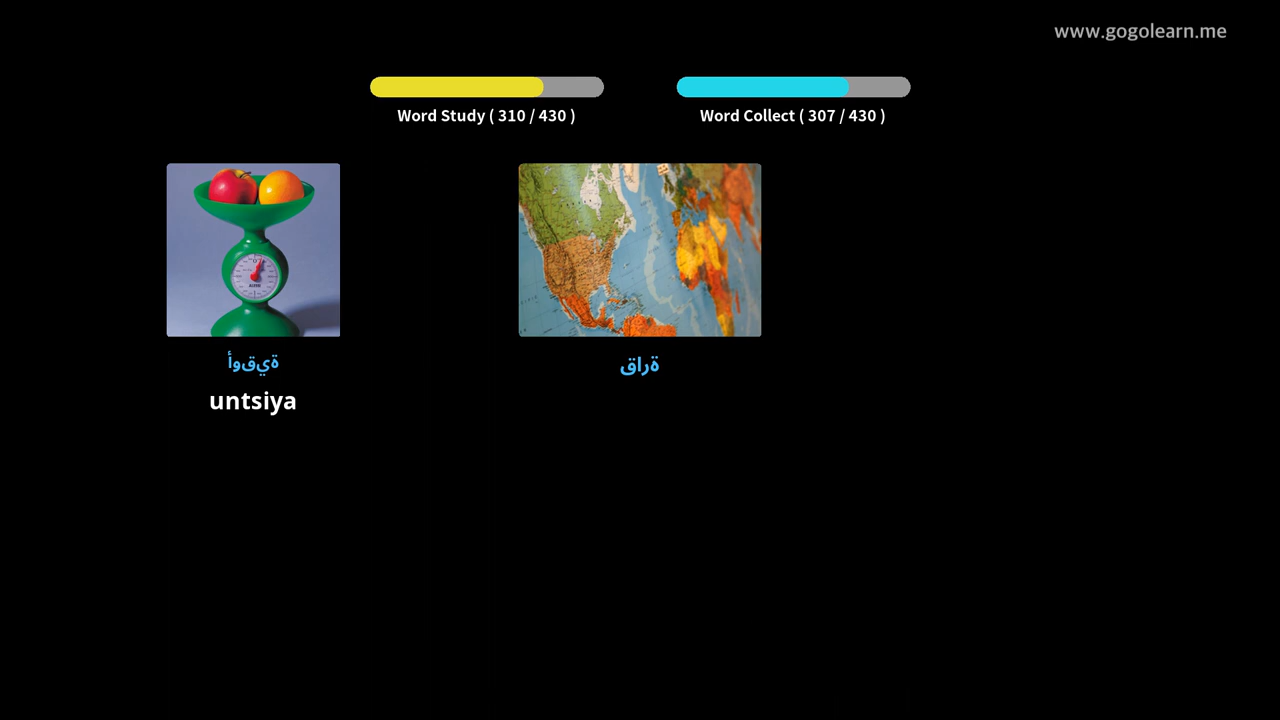 www.gogolearn.me
Word Study ( 310 / 430 )
Word Collect ( 307 / 430 )
ةيقوأ
untsiya
ةراق